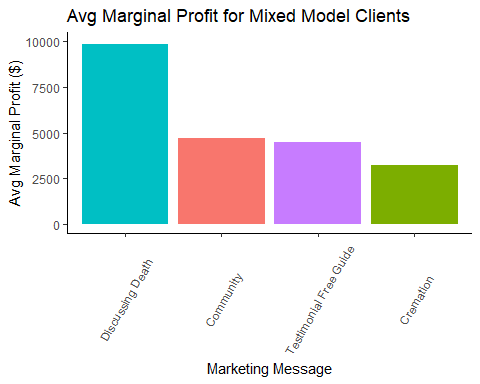 Avg Marginal Profit for Mixed Model Clients
Avg Marginal Profit ($)
10000
7500
5000
2500
0
Discussing Death
Community
Testimonial Free Guide
Cremation
Marketing Message